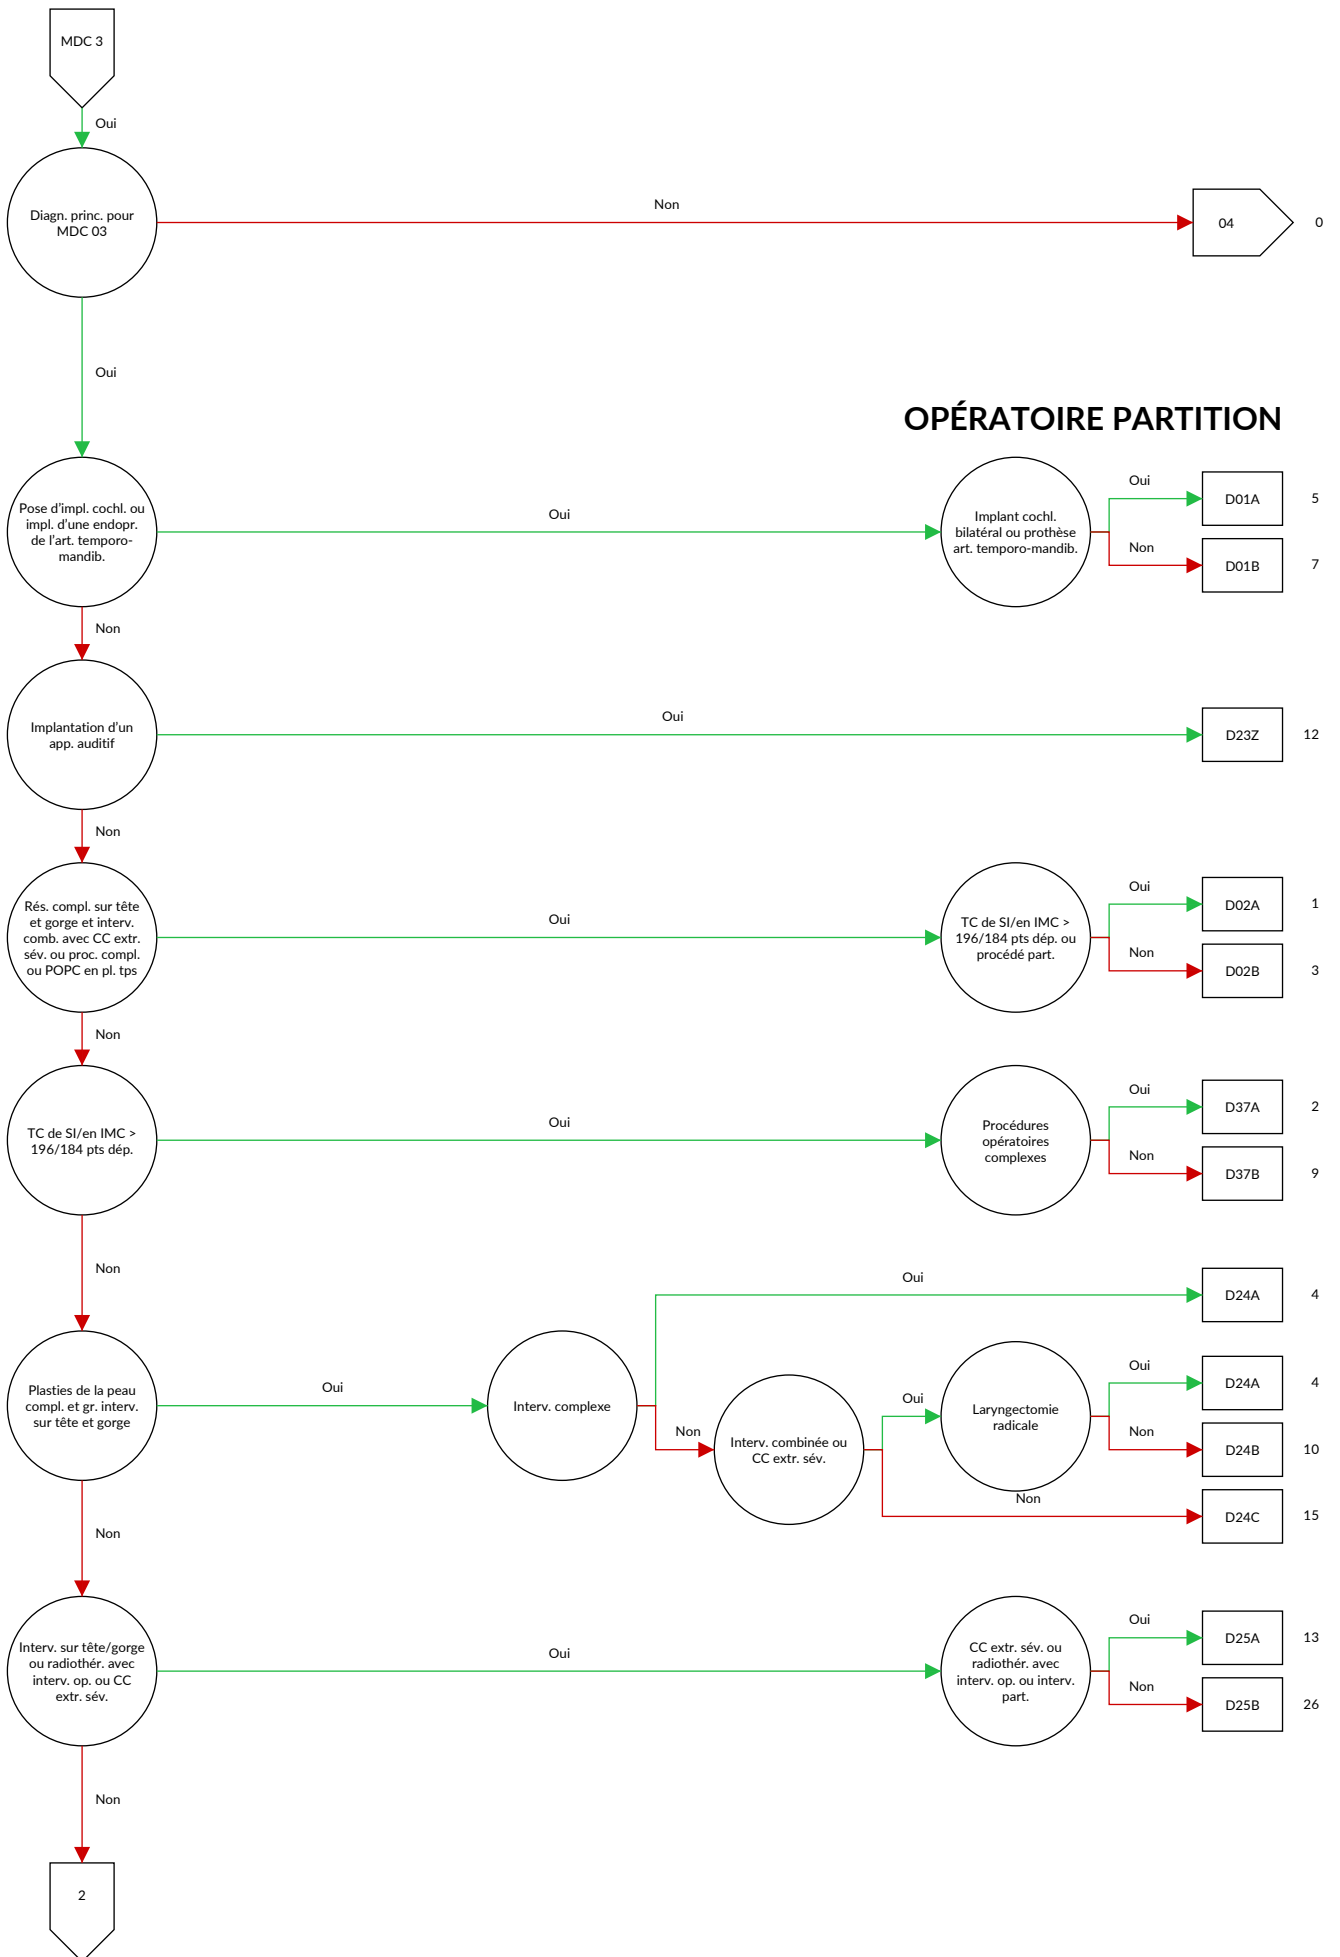 MDC 3
Oui
Diagn. princ. pour
MDC 03
Non
04
0
Oui
OPÉRATOIRE PARTITION
Pose d'impl. cochl. ou
impl. d'une endopr.
de l'art. temporo-
mandib.
Oui
Implant cochl.
bilatéral ou prothèse
art. temporo-mandib.
Oui
D01A
5
Non
D01B
7
Non
Implantation d'un
app. auditif
Oui
D23Z
12
Non
Rés. compl. sur tête
et gorge et interv.
comb. avec CC extr.
sév. ou proc. compl.
ou POPC en pl. tps
Oui
TC de SI/en IMC >
196/184 pts dép. ou
procédé part.
Oui
D02A
1
Non
D02B
3
Non
TC de SI/en IMC >
196/184 pts dép.
Oui
Procédures
opératoires
complexes
Oui
D37A
2
Non
D37B
9
Non
Plasties de la peau
compl. et gr. interv.
sur tête et gorge
Oui
Interv. complexe
Oui
D24A
4
Non
Interv. combinée ou
CC extr. sév.
Oui
Laryngectomie
radicale
Oui
D24A
4
Non
D24B
10
Non
D24C
15
Non
Interv. sur tête/gorge
ou radiothér. avec
interv. op. ou CC
extr. sév.
Oui
CC extr. sév. ou
radiothér. avec
interv. op. ou interv.
part.
Oui
D25A
13
Non
D25B
26
Non
2